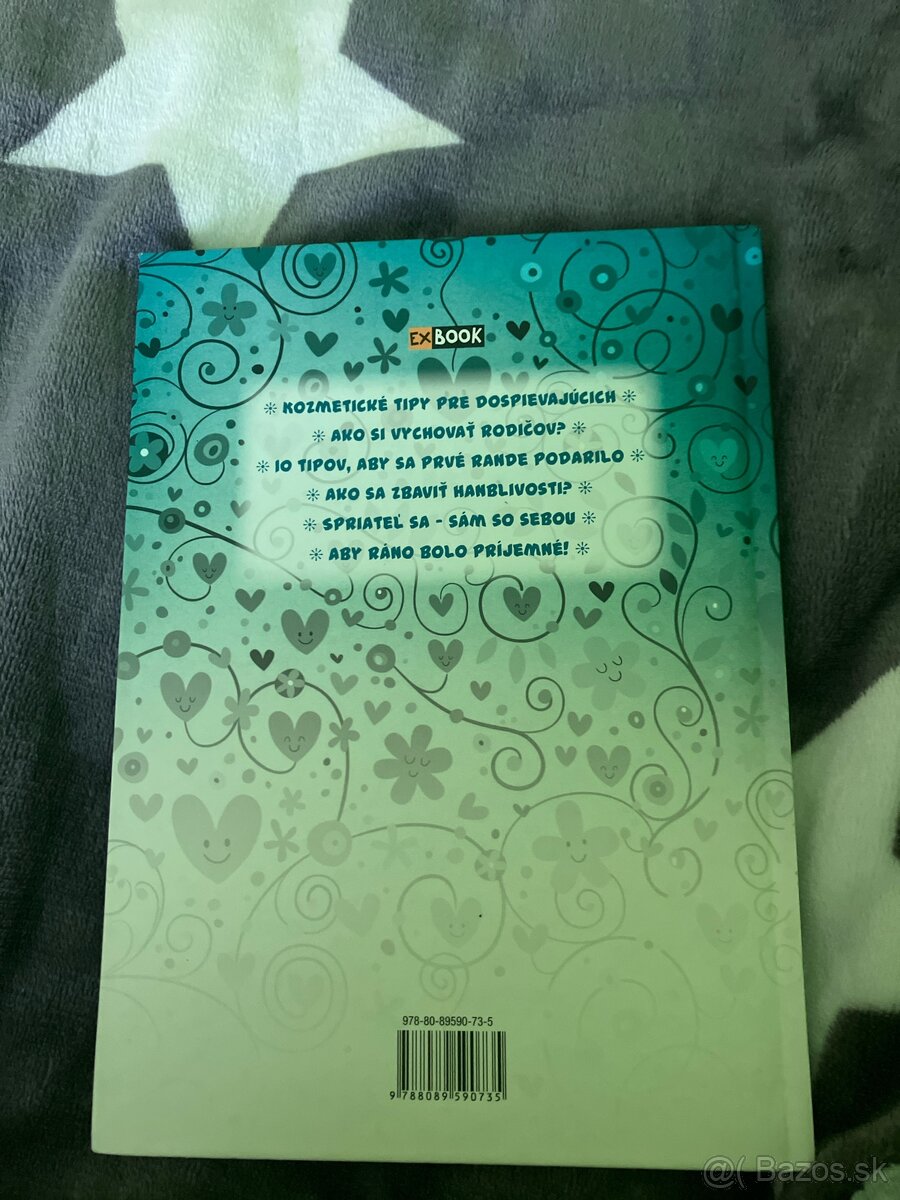 EXBOOK
✻ KOZMETICKÉ TIPY PRE DOSPIEVAJÚCICH ✻
✻ AKO SI VYCHOVAŤ RODIČOV? ✻
✻ 10 TIPOV, ABY SA PRVÉ RANDE PODARILO ✻
✻ AKO SA ZBAVIŤ HANBLIVOSTI? ✻
✻ SPRIATEĽ SA - SÁM SO SEBOU ✻
✻ ABY RÁNO BOLO PRÍJEMNÉ! ✻
978-80-89590-73-5
9 788089 590735
@( Bazos.sk